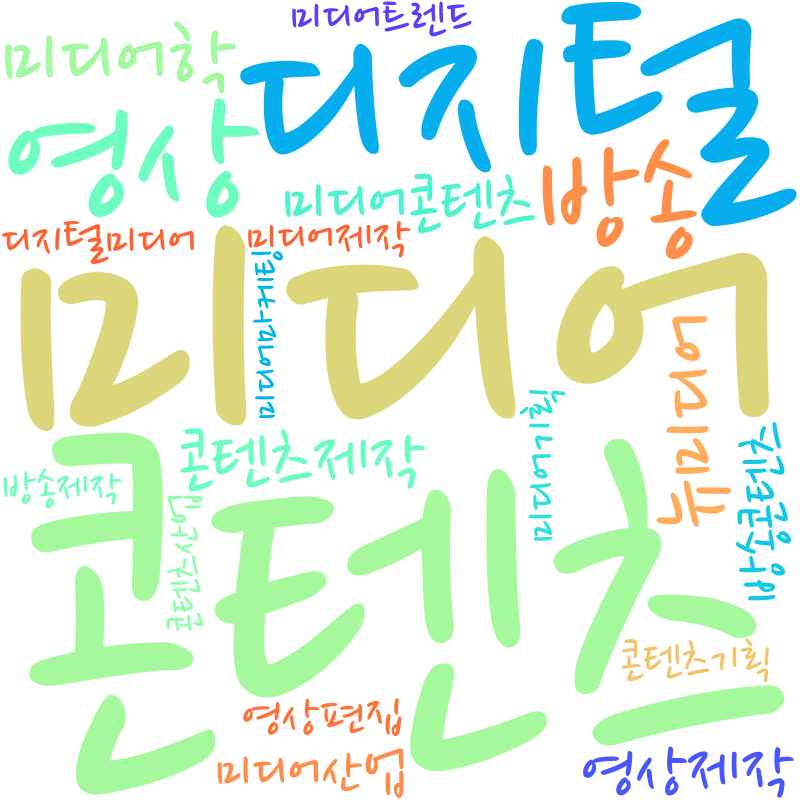 미디어트렌드
미디어학
디지털
영상
미디어콘텐츠
방송
디지털미디어
미디어제작
미디어
미디어마케팅
뉴미디어
미디어기획
콘텐츠제작
방송콘텐츠
방송제작
콘텐츠산업
콘텐츠
콘텐츠기획
영상편집
미디어산업
영상제작